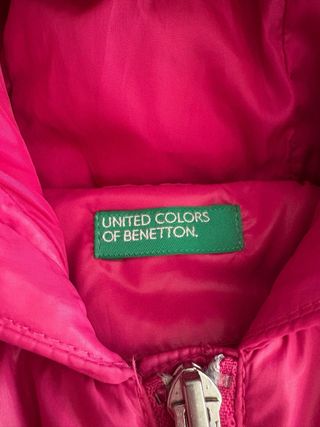 UNITED COLORS
OF BENETTON.